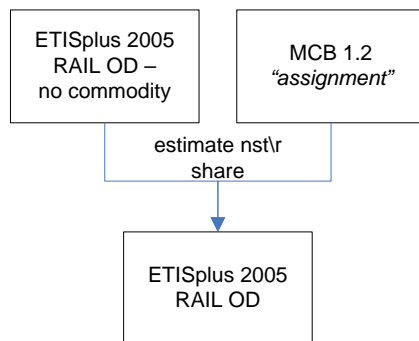 ETISplus 2005
RAIL OD –
no commodity
MCB 1.2
“assignment”
estimate nst\r
share
ETISplus 2005
RAIL OD